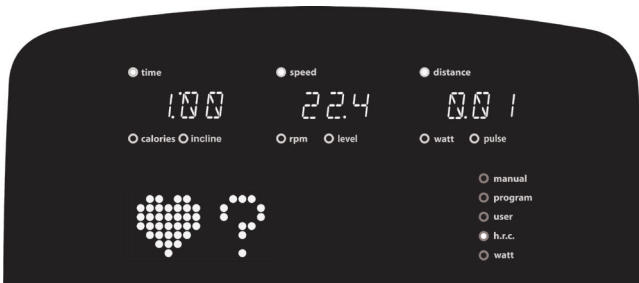 time speed distance
1:00 22.4 0.01
calories incline rpm level watt pulse
manual
program
user
h.r.c.
watt
?